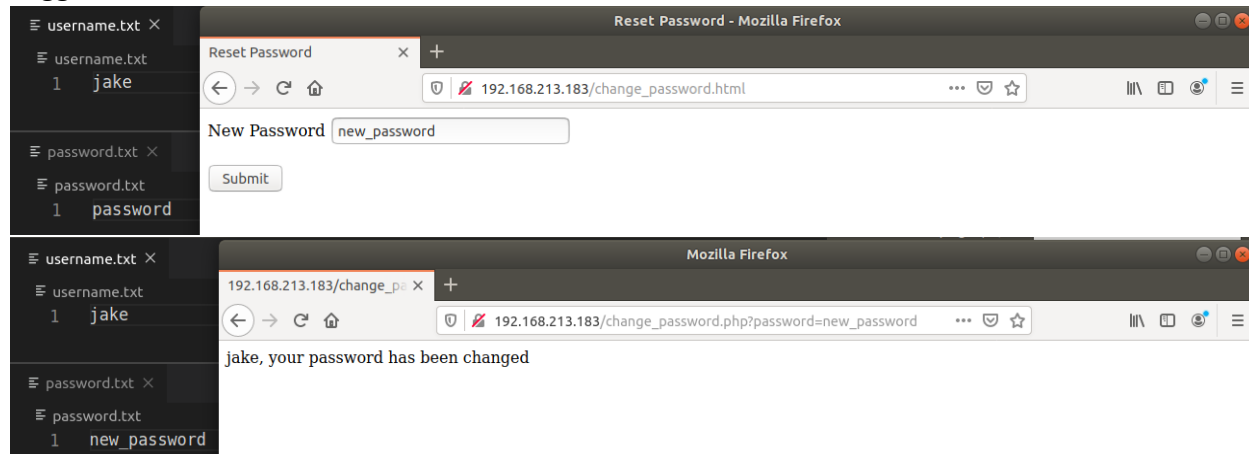 username.txt
Reset Password - Mozilla Firefox
username.txt
Reset Password
1 jake
192.168.213.183/change_password.html
New Password new_password
password.txt
password.txt
Submit
1 password
username.txt
Mozilla Firefox
username.txt
192.168.213.183/change_pa
1 jake
192.168.213.183/change_password.php?password=new_password
jake, your password has been changed
password.txt
password.txt
1 new_password